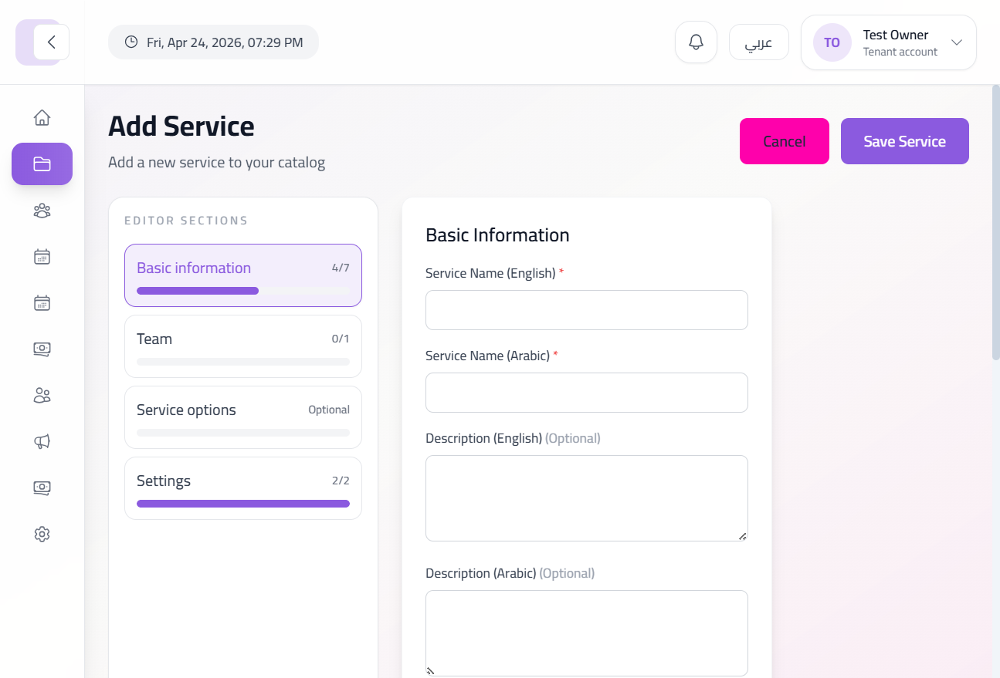 Fri, Apr 24, 2026, 07:29 PM
عربي
TO
Test Owner
Tenant account
Add Service
Add a new service to your catalog
Cancel
Save Service
EDITOR SECTIONS
Basic information 4/7
Team 0/1
Service options Optional
Settings 2/2
Basic Information
Service Name (English) *
Service Name (Arabic) *
Description (English) (Optional)
Description (Arabic) (Optional)